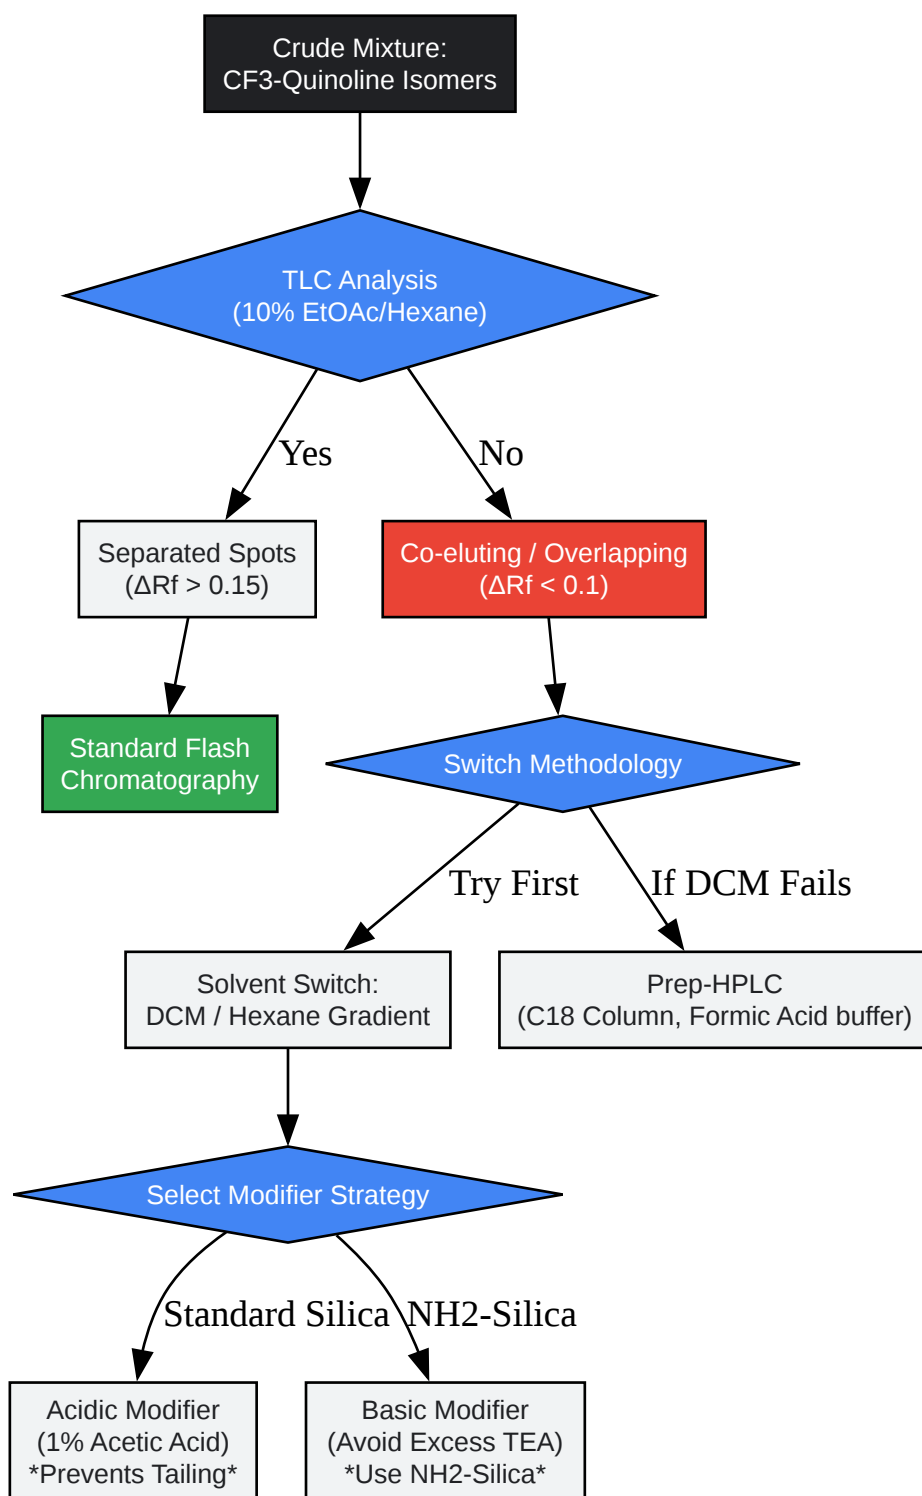 Crude Mixture:
CF3-Quinoline Isomers
TLC Analysis
(10% EtOAc/Hexane)
Yes
No
Separated Spots
(ΔRf > 0.15)
Co-eluting / Overlapping
(ΔRf < 0.1)
Standard Flash
Chromatography
Switch Methodology
Try First
If DCM Fails
Solvent Switch:
DCM / Hexane Gradient
Prep-HPLC
(C18 Column, Formic Acid buffer)
Select Modifier Strategy
Standard Silica
NH2-Silica
Acidic Modifier
(1% Acetic Acid)
*Prevents Tailing*
Basic Modifier
(Avoid Excess TEA)
*Use NH2-Silica*